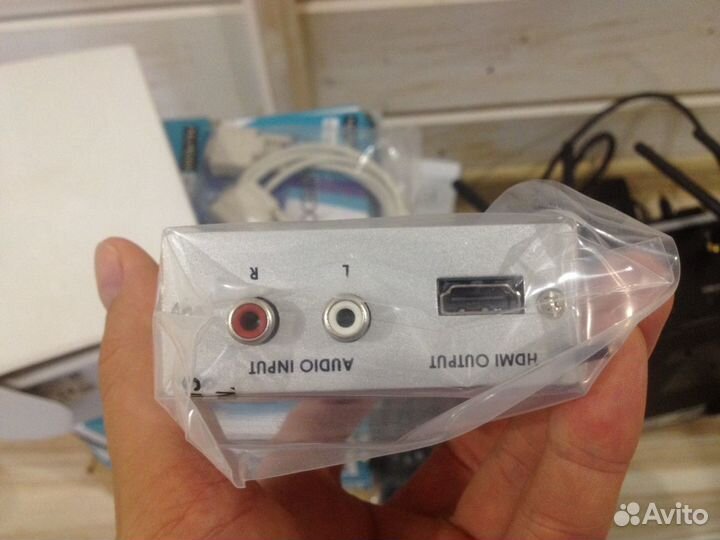 HDMI OUTPUT
AUDIO INPUT
L
R
Avito